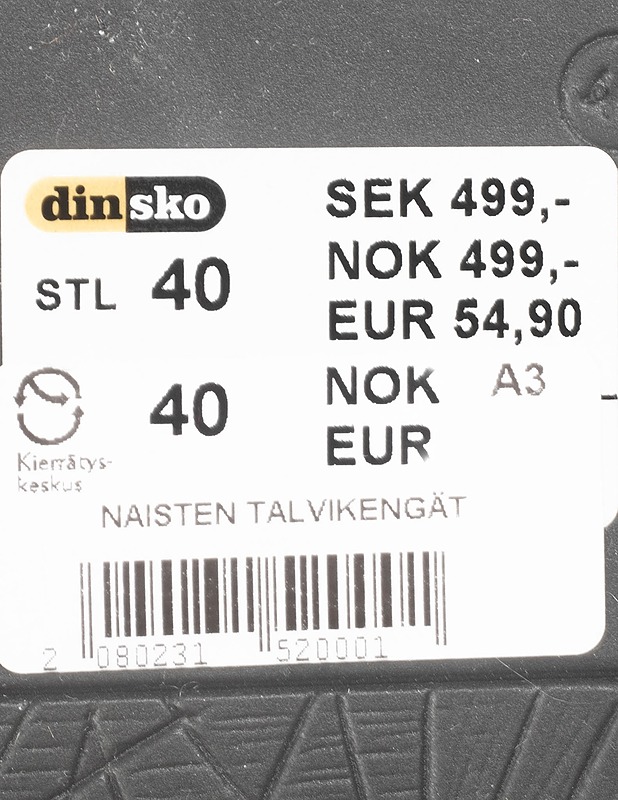 dinsko
SEK 499,-
STL 40
NOK 499,-
EUR 54,90
40
NOK A3
EUR
Kierrätys-
keskus
NAISTEN TALVIKENGÄT
2 080231 520001